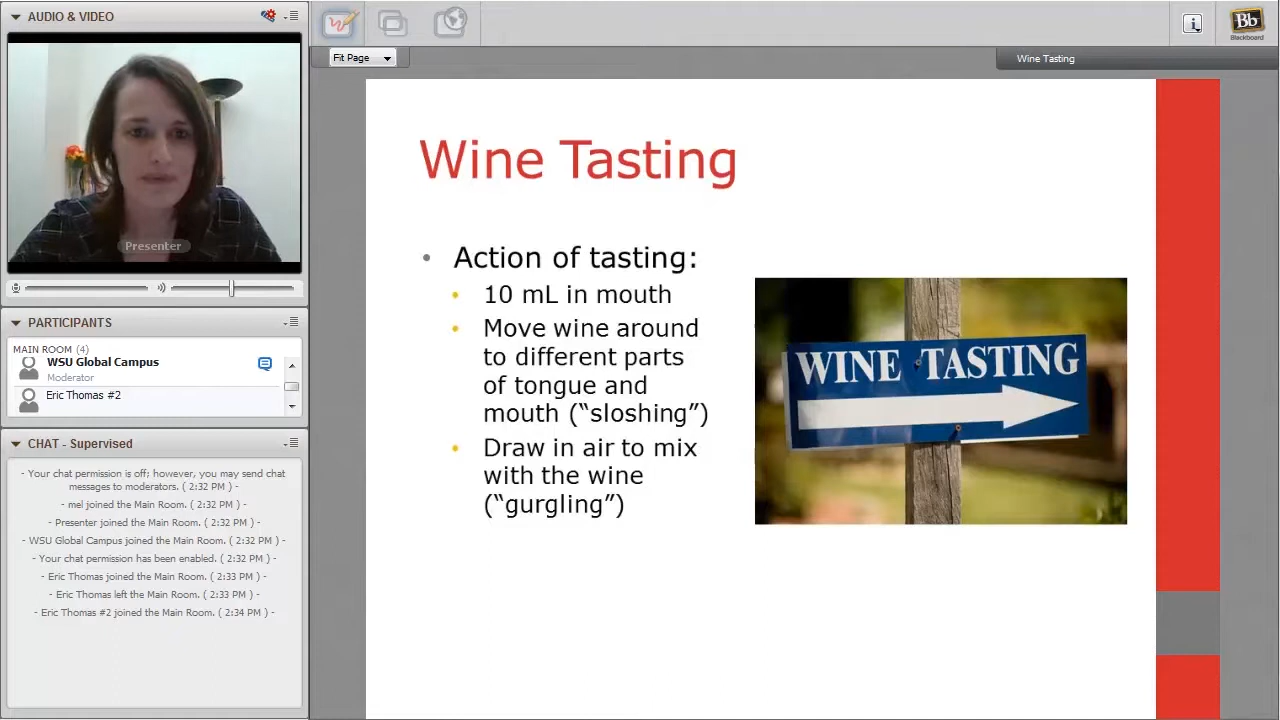 AUDIO & VIDEO
Presenter
PARTICIPANTS
MAIN ROOM (4)
WSU Global Campus
Moderator
Eric Thomas #2
CHAT - Supervised
- Your chat permission is off; however, you may send chat
messages to moderators. ( 2:32 PM ) -
- mel joined the Main Room. ( 2:32 PM ) -
- Presenter joined the Main Room. ( 2:32 PM ) -
- WSU Global Campus joined the Main Room. ( 2:32 PM ) -
- Your chat permission has been enabled. ( 2:32 PM ) -
- Eric Thomas joined the Main Room. ( 2:33 PM ) -
- Eric Thomas left the Main Room. ( 2:33 PM ) -
- Eric Thomas #2 joined the Main Room. ( 2:34 PM ) -
Fit Page
i
Bb
Blackboard
Wine Tasting
Wine Tasting
• Action of tasting:
• 10 mL in mouth
• Move wine around
to different parts
of tongue and
mouth (“sloshing”)
• Draw in air to mix
with the wine
(“gurgling”)
WINE TASTING